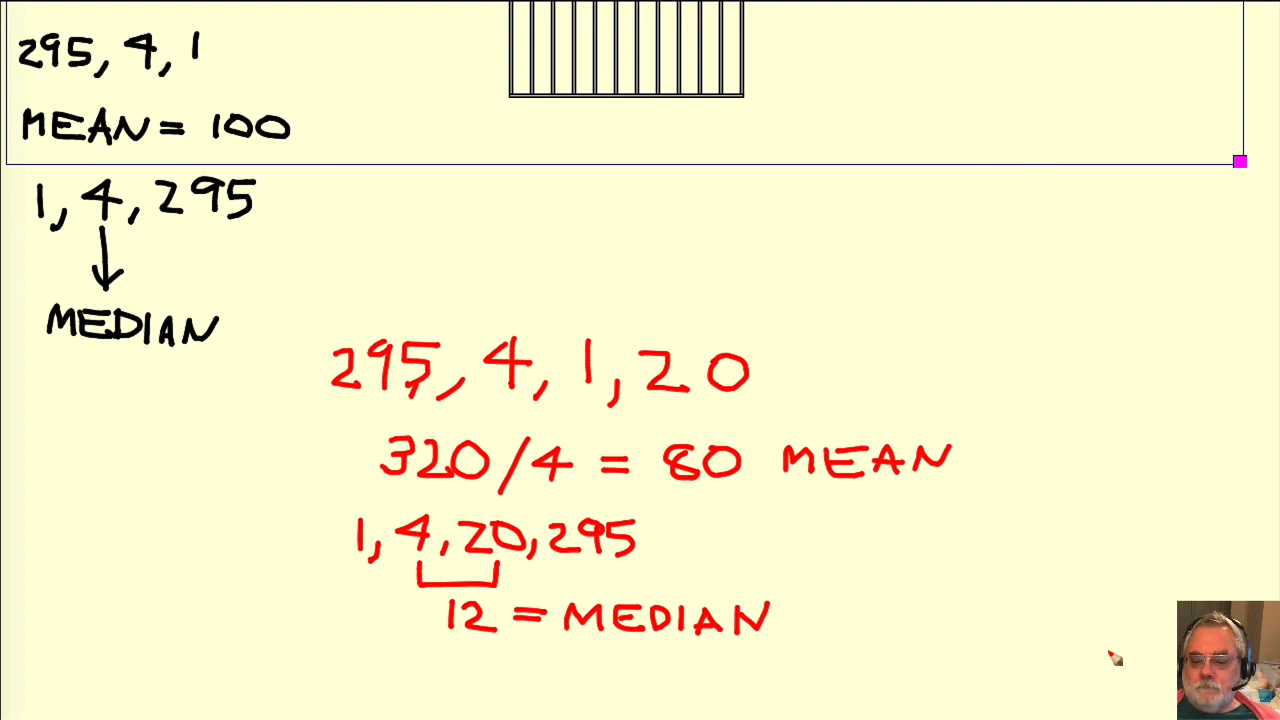 295, 4, 1
MEAN = 100
1, 4, 295
MEDIAN
295, 4, 1, 20
320/4 = 80 MEAN
1, 4, 20, 295
12 = MEDIAN